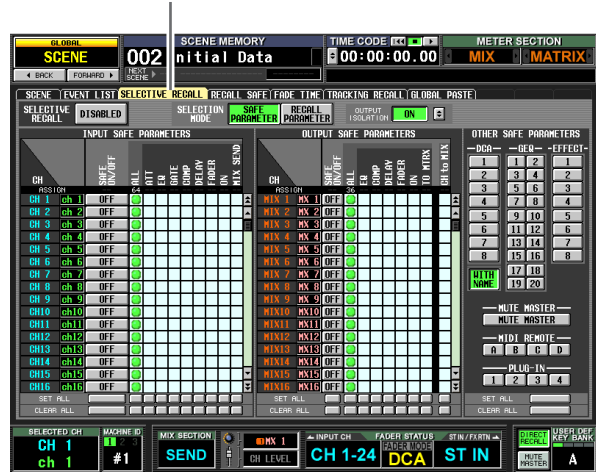 GLOBAL
SCENE
BACK FORWARD
SCENE MEMORY
002 Initial Data
NEXT SCENE
TIME CODE
00:00:00.00
METER SECTION
MIX MATRIX
SCENE EVENT LIST SELECTIVE RECALL RECALL SAFE FADE TIME TRACKING RECALL GLOBAL PASTE
SELECTIVE RECALL DISABLED SELECTION MODE SAFE PARAMETER RECALL PARAMETER OUTPUT ISOLATION ON
INPUT SAFE PARAMETERS
CH SAFE ON/OFF ALL ATT EQ GATE COMP DELAY FADER ON MIX SEND
ASSIGN 64
CH 1 ch 1 OFF
CH 2 ch 2 OFF
CH 3 ch 3 OFF
CH 4 ch 4 OFF
CH 5 ch 5 OFF
CH 6 ch 6 OFF
CH 7 ch 7 OFF
CH 8 ch 8 OFF
CH 9 ch 9 OFF
CH10 ch10 OFF
CH11 ch11 OFF
CH12 ch12 OFF
CH13 ch13 OFF
CH14 ch14 OFF
CH15 ch15 OFF
CH16 ch16 OFF
SET ALL
CLEAR ALL
OUTPUT SAFE PARAMETERS
CH SAFE ON/OFF ALL EQ COMP DELAY FADER ON TO MTRX CH to MIX
ASSIGN 36
MIX 1 MX 1 OFF
MIX 2 MX 2 OFF
MIX 3 MX 3 OFF
MIX 4 MX 4 OFF
MIX 5 MX 5 OFF
MIX 6 MX 6 OFF
MIX 7 MX 7 OFF
MIX 8 MX 8 OFF
MIX 9 MX 9 OFF
MIX10 MX10 OFF
MIX11 MX11 OFF
MIX12 MX12 OFF
MIX13 MX13 OFF
MIX14 MX14 OFF
MIX15 MX15 OFF
MIX16 MX16 OFF
SET ALL
CLEAR ALL
OTHER SAFE PARAMETERS
DCA GEQ EFFECT
1 1 2 1
2 3 4 2
3 5 6 3
4 7 8 4
5 9 10 5
6 11 12 6
7 13 14 7
8 15 16 8
WITH NAME 17 18
19 20
MUTE MASTER
MUTE MASTER
MIDI REMOTE
A B C D
PLUG-IN
1 2 3 4
SET ALL
CLEAR ALL
SELECTED CH
CH 1
ch 1
MACHINE ID
1 2 3
#1
MIX SECTION
SEND
MX 1
CH LEVEL
INPUT CH FADER STATUS STIN/FXRTN
CH 1-24 FADER MODE DCA ST IN
DIRECT RECALL
MUTE MASTER
USER DEF KEY BANK
A